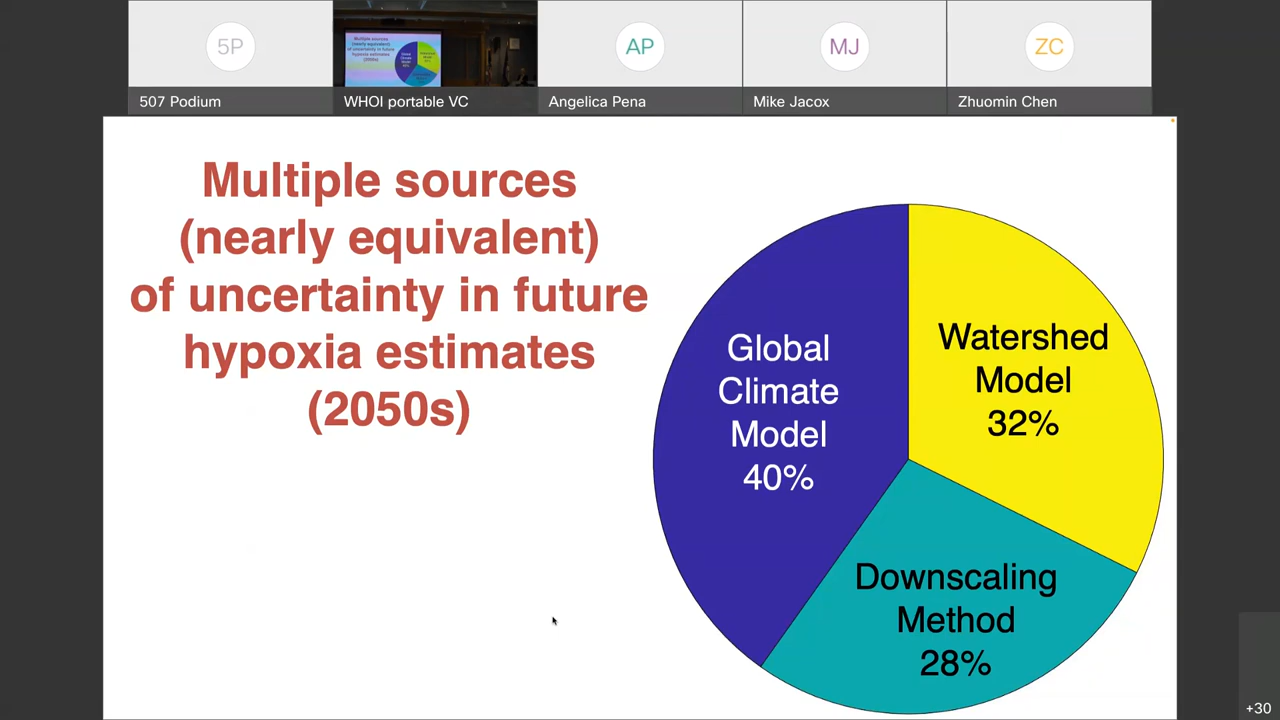 5P
507 Podium
WHOI portable VC
AP
Angelica Pena
MJ
Mike Jacox
ZC
Zhuomin Chen
Multiple sources
(nearly equivalent)
of uncertainty in future
hypoxia estimates
(2050s)
Global
Climate
Model
40%
Watershed
Model
32%
Downscaling
Method
28%
+30